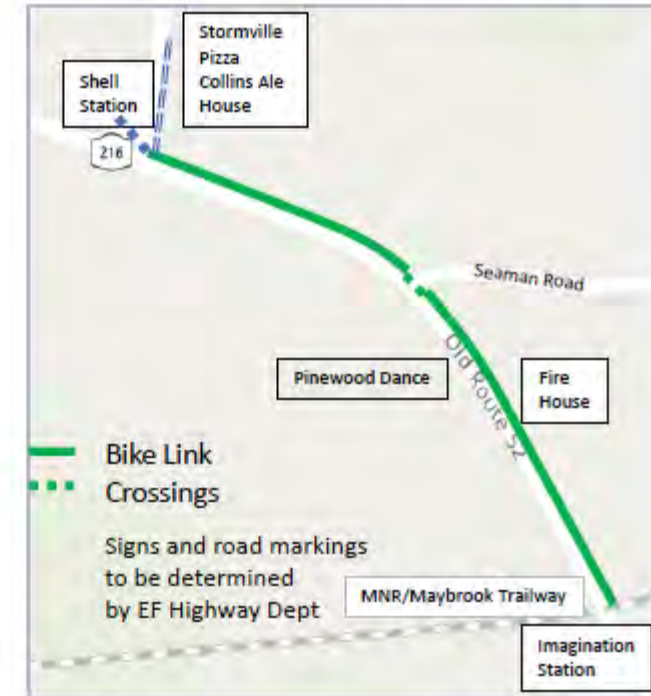 Stormville
Pizza
Collins Ale
House
Shell
Station
216
Seaman Road
Old Route 52
Pinewood Dance
Fire
House
Bike Link
Crossings
Signs and road markings
to be determined
by EF Highway Dept
MNR/Maybrook Trailway
Imagination
Station